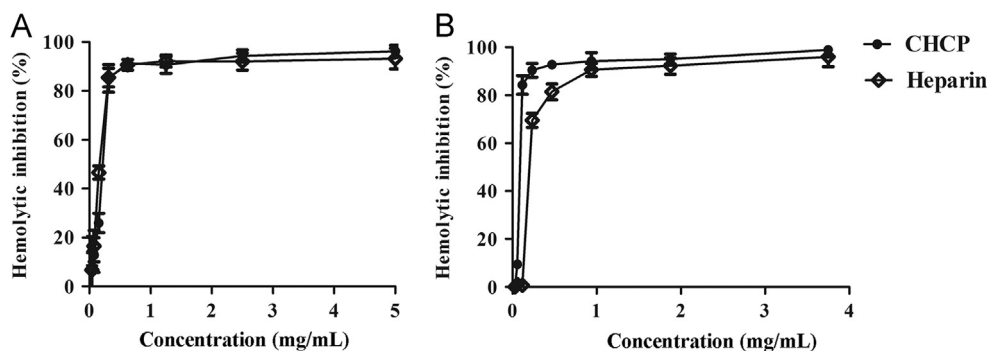 A
Hemolytic inhibition (%)
100
80
60
40
20
0
0 1 2 3 4 5
Concentration (mg/mL)
B
Hemolytic inhibition (%)
100
80
60
40
20
0
0 1 2 3 4
Concentration (mg/mL)
CHCP
Heparin